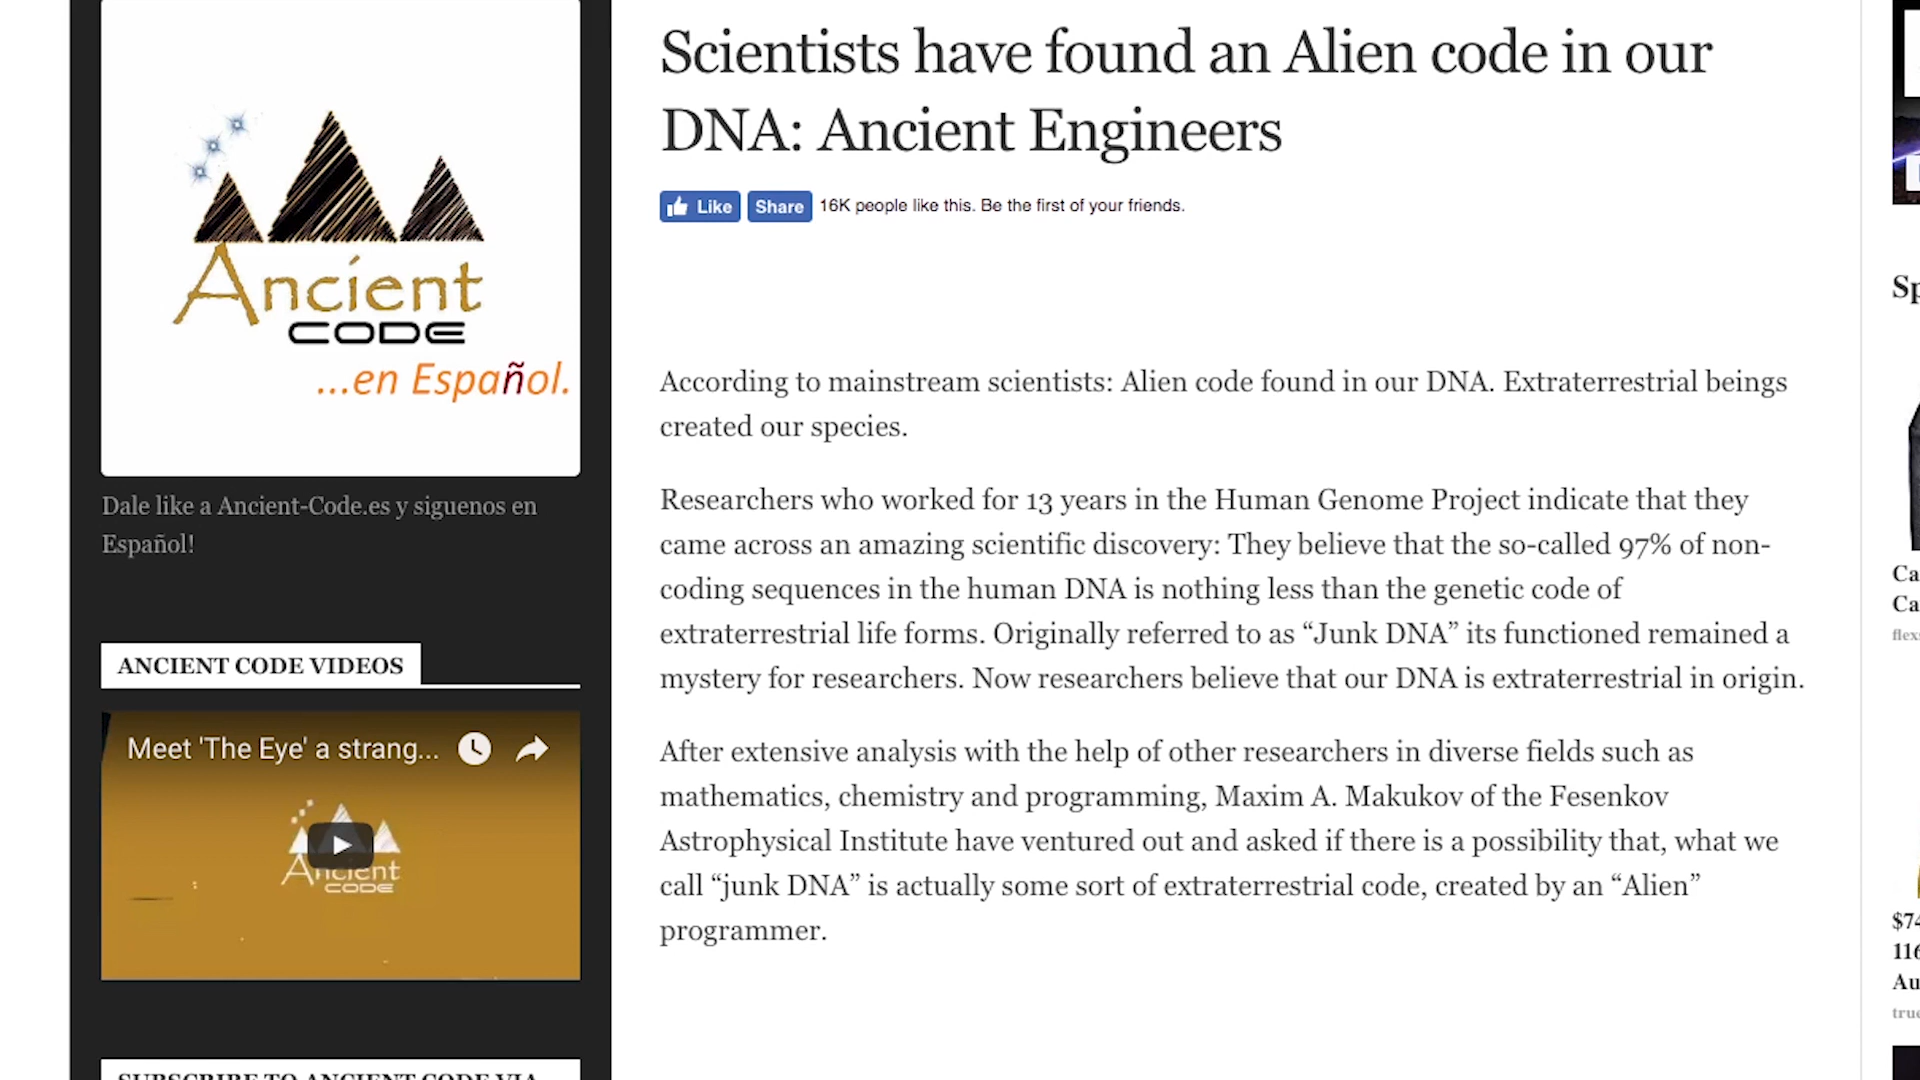 Scientists have found an Alien code in our
DNA: Ancient Engineers
Like Share 16K people like this. Be the first of your friends.
According to mainstream scientists: Alien code found in our DNA. Extraterrestrial beings
created our species.
Researchers who worked for 13 years in the Human Genome Project indicate that they
came across an amazing scientific discovery: They believe that the so-called 97% of non-
coding sequences in the human DNA is nothing less than the genetic code of
extraterrestrial life forms. Originally referred to as “Junk DNA” its functioned remained a
mystery for researchers. Now researchers believe that our DNA is extraterrestrial in origin.
After extensive analysis with the help of other researchers in diverse fields such as
mathematics, chemistry and programming, Maxim A. Makukov of the Fesenkov
Astrophysical Institute have ventured out and asked if there is a possibility that, what we
call “junk DNA” is actually some sort of extraterrestrial code, created by an “Alien”
programmer.
Ancient
CODE
...en Español.
Dale like a Ancient-Code.es y siguenos en
Español!
ANCIENT CODE VIDEOS
Meet 'The Eye' a strang...
Ancient
CODE
SUBSCRIBE TO ANCIENT CODE VIA
Sp
Ca
Ca
flex
$74
116
Au
true